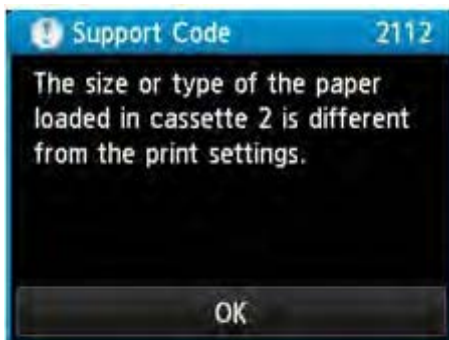 Support Code 2112
The size or type of the paper
loaded in cassette 2 is different
from the print settings.
OK